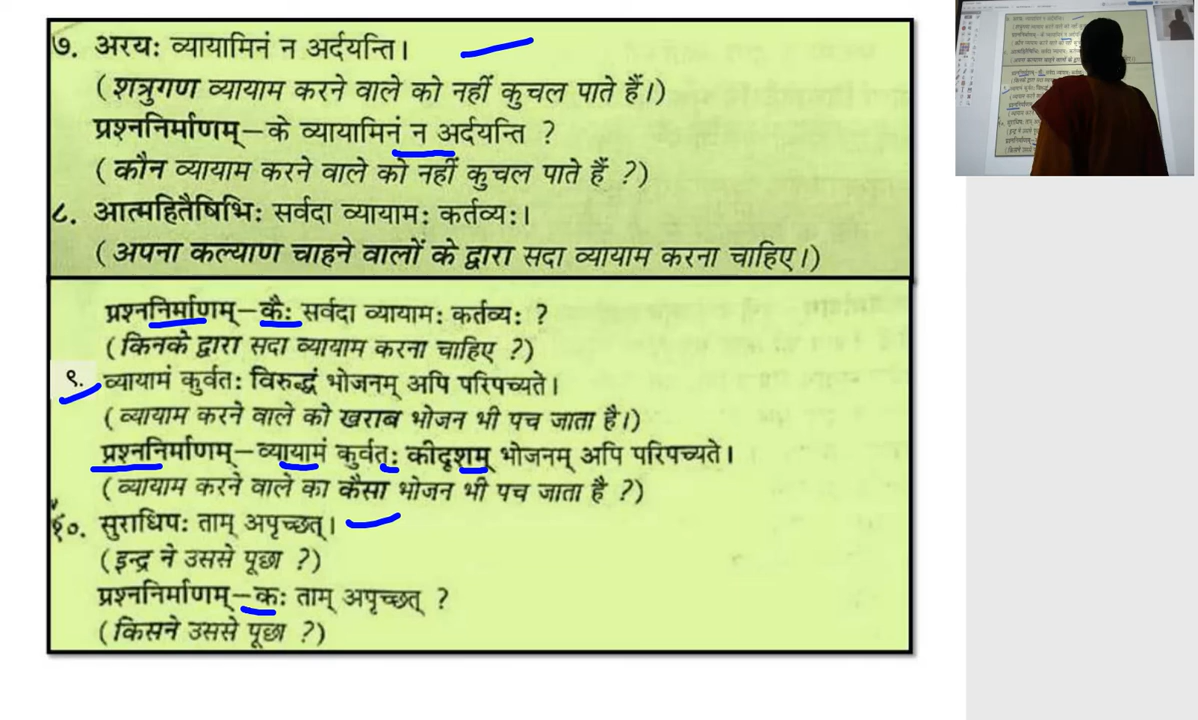 ७. अरयः व्यायामिनं न अर्दयन्ति।
(शत्रुगण व्यायाम करने वाले को नहीं कुचल पाते हैं।)
प्रश्ननिर्माणम्–के व्यायामिनं न अर्दयन्ति ?
(कौन व्यायाम करने वाले को नहीं कुचल पाते हैं ?)
८. आत्महितैषिभिः सर्वदा व्यायामः कर्तव्यः।
(अपना कल्याण चाहने वालों के द्वारा सदा व्यायाम करना चाहिए।)
प्रश्ननिर्माणम्–कैः सर्वदा व्यायामः कर्तव्यः ?
(किनके द्वारा सदा व्यायाम करना चाहिए ?)
९. व्यायामं कुर्वतः विरुद्धं भोजनम् अपि परिपच्यते।
(व्यायाम करने वाले को खराब भोजन भी पच जाता है।)
प्रश्ननिर्माणम्–व्यायामं कुर्वतः कीदृशम् भोजनम् अपि परिपच्यते।
(व्यायाम करने वाले का कैसा भोजन भी पच जाता है ?)
१०. सुराधिपः ताम् अपृच्छत्।
(इन्द्र ने उससे पूछा ?)
प्रश्ननिर्माणम्–कः ताम् अपृच्छत् ?
(किसने उससे पूछा ?)